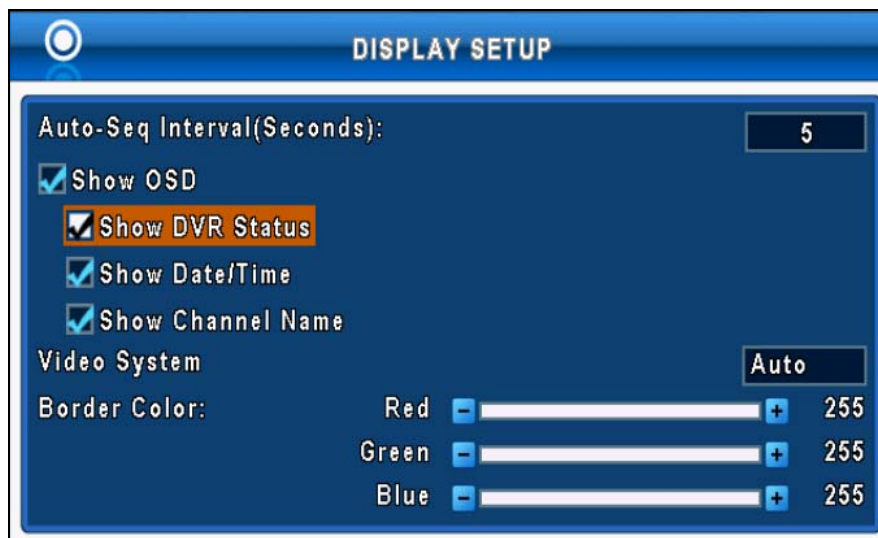 DISPLAY SETUP
Auto-Seq Interval(Seconds): 5
Show OSD
Show DVR Status
Show Date/Time
Show Channel Name
Video System Auto
Border Color: Red - + 255
Green - + 255
Blue - + 255